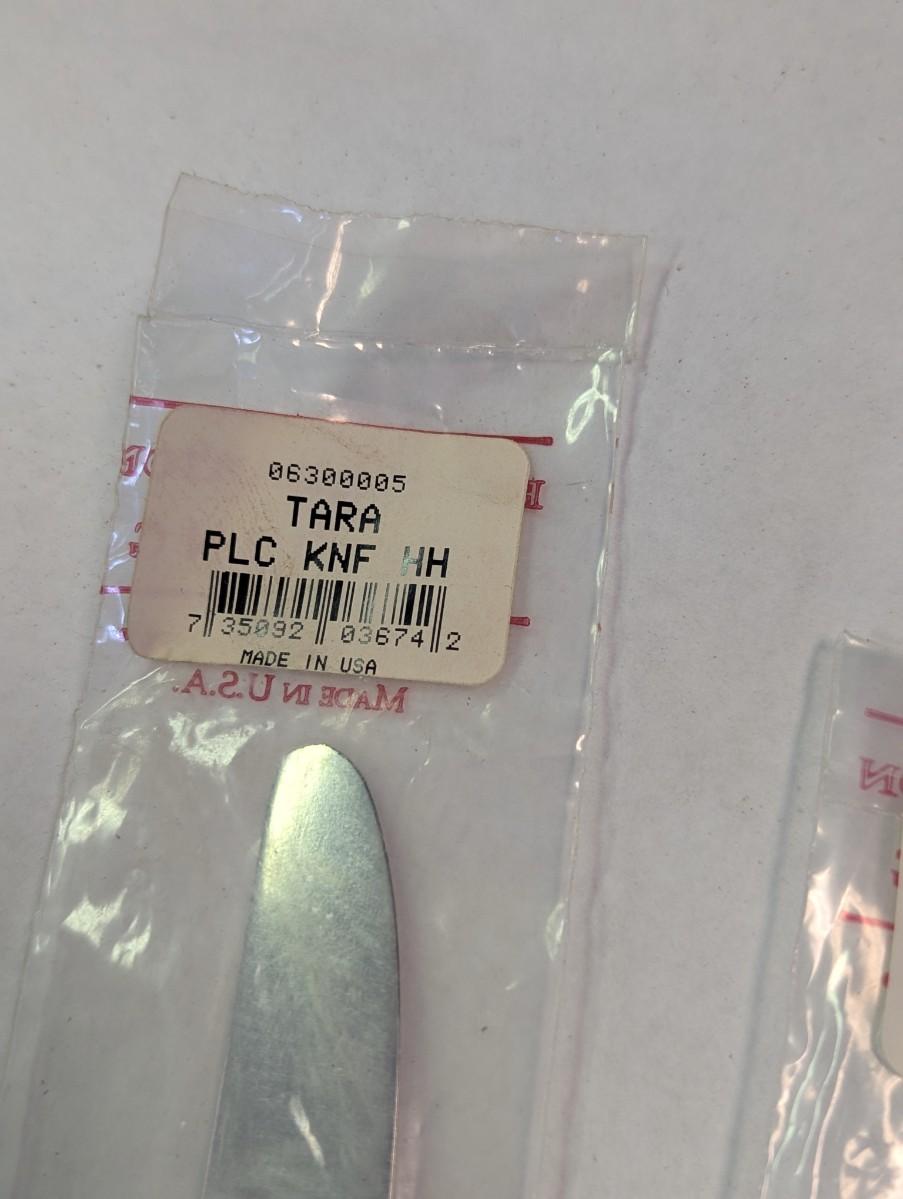 06300005
TARA
PLC KNF HH
7 35092 03674 2
MADE IN USA
MADE IN U.S.A.